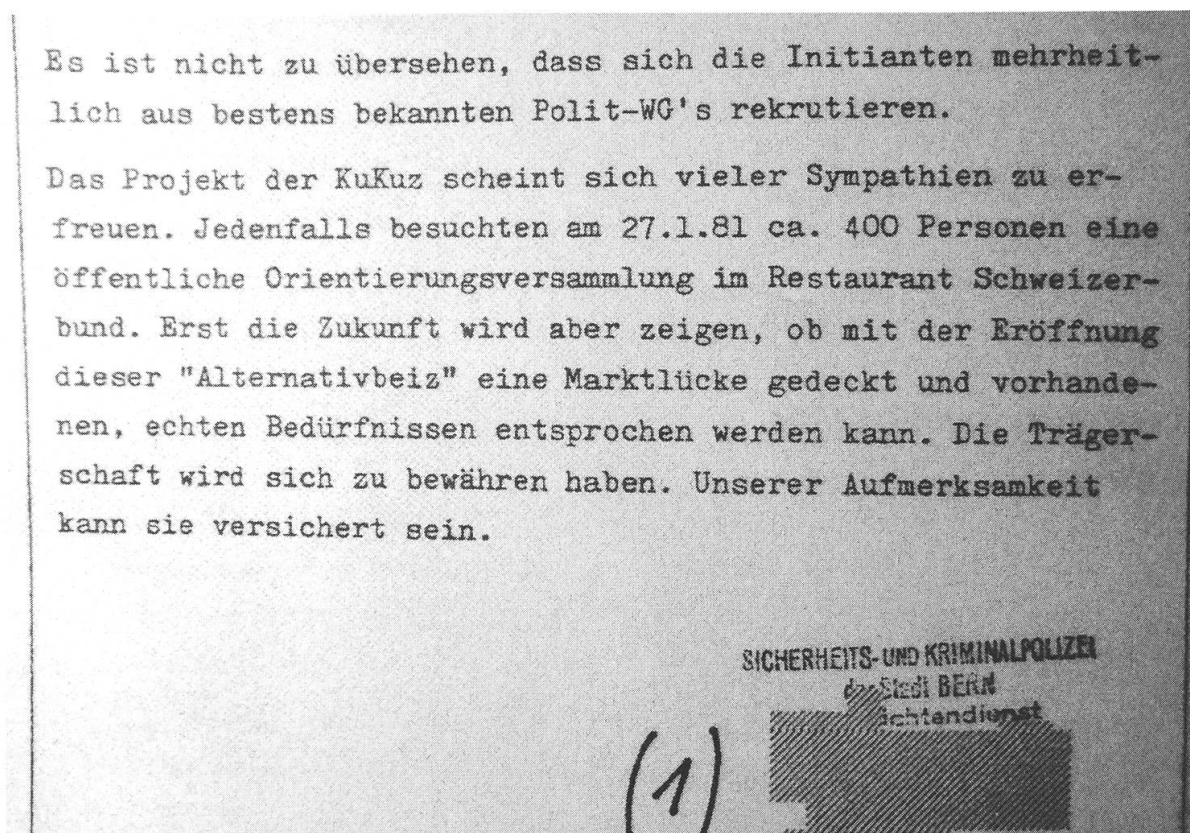 Es ist nicht zu übersehen, dass sich die Initianten mehrheit-
lich aus bestens bekannten Polit-WG's rekrutieren.
Das Projekt der KuKuz scheint sich vieler Sympathien zu er-
freuen. Jedenfalls besuchten am 27.1.81 ca. 400 Personen eine
öffentliche Orientierungsversammlung im Restaurant Schweizer-
bund. Erst die Zukunft wird aber zeigen, ob mit der Eröffnung
dieser "Alternativbeiz" eine Marktlücke gedeckt und vorhande-
nen, echten Bedürfnissen entsprochen werden kann. Die Träger-
schaft wird sich zu bewähren haben. Unserer Aufmerksamkeit
kann sie versichert sein.
SICHERHEITS- UND KRIMINALPOLIZEI
der Stadt BERN
ichtendienst
(1)